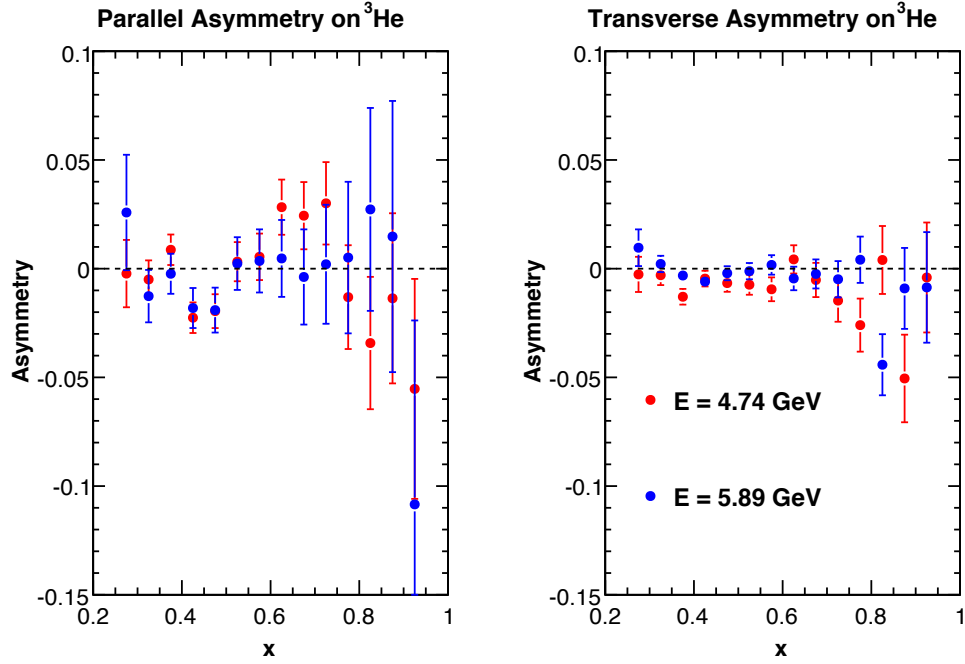 Parallel Asymmetry on ³He
0.1
0.05
0
-0.05
-0.1
-0.15
Asymmetry
0.2 0.4 0.6 0.8 1
x
Transverse Asymmetry on ³He
0.1
0.05
0
-0.05
-0.1
-0.15
Asymmetry
E = 4.74 GeV
E = 5.89 GeV
0.2 0.4 0.6 0.8 1
x